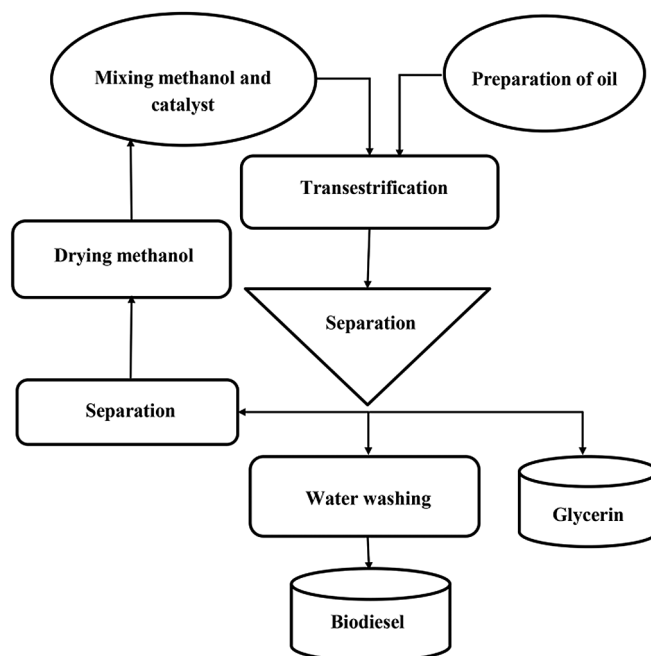 Mixing methanol and
catalyst
Preparation of oil
Transestrification
Drying methanol
Separation
Separation
Water washing
Glycerin
Biodiesel